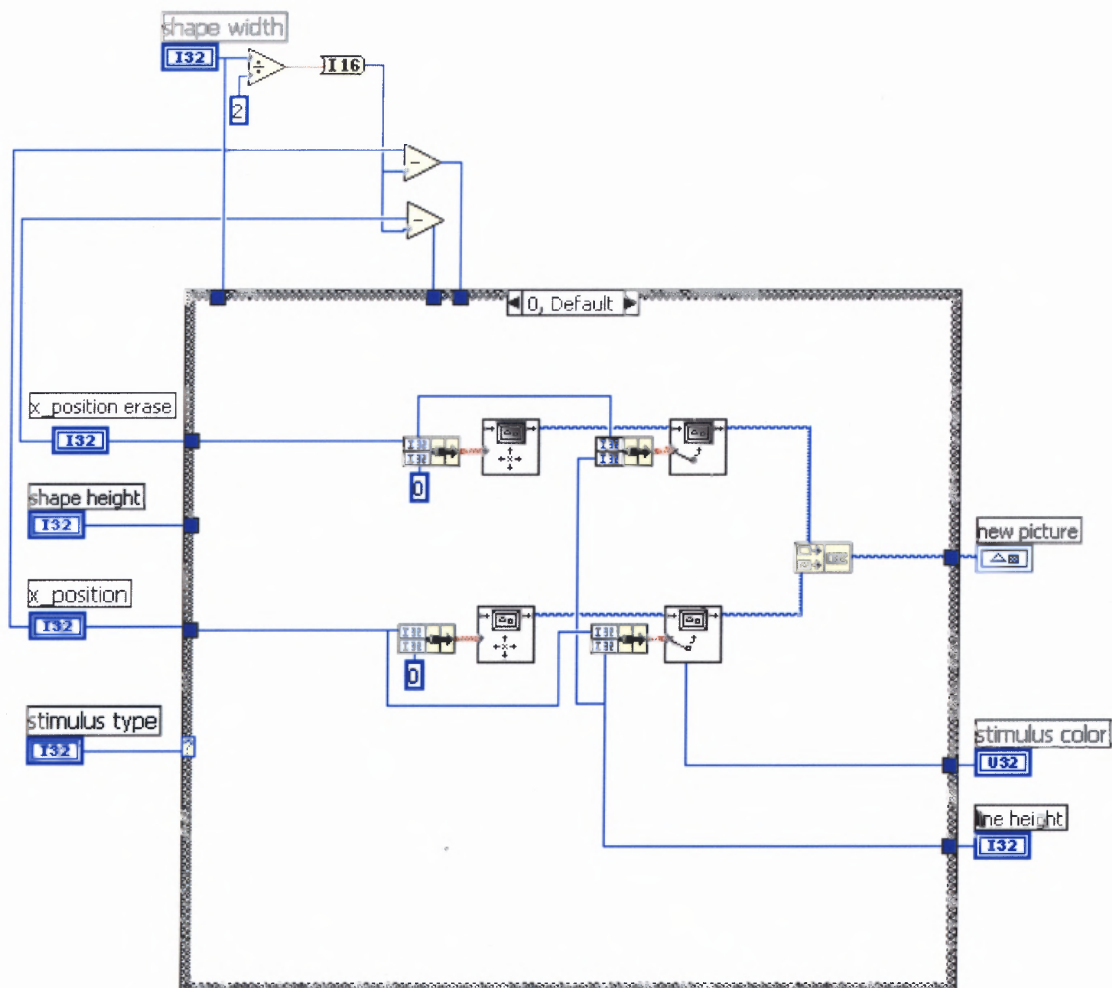 shape width
I32
I16
2
0, Default
x_position erase
I32
0
shape height
I32
new picture
x_position
I32
0
stimulus type
I32
?
stimulus color
U32
line height
I32